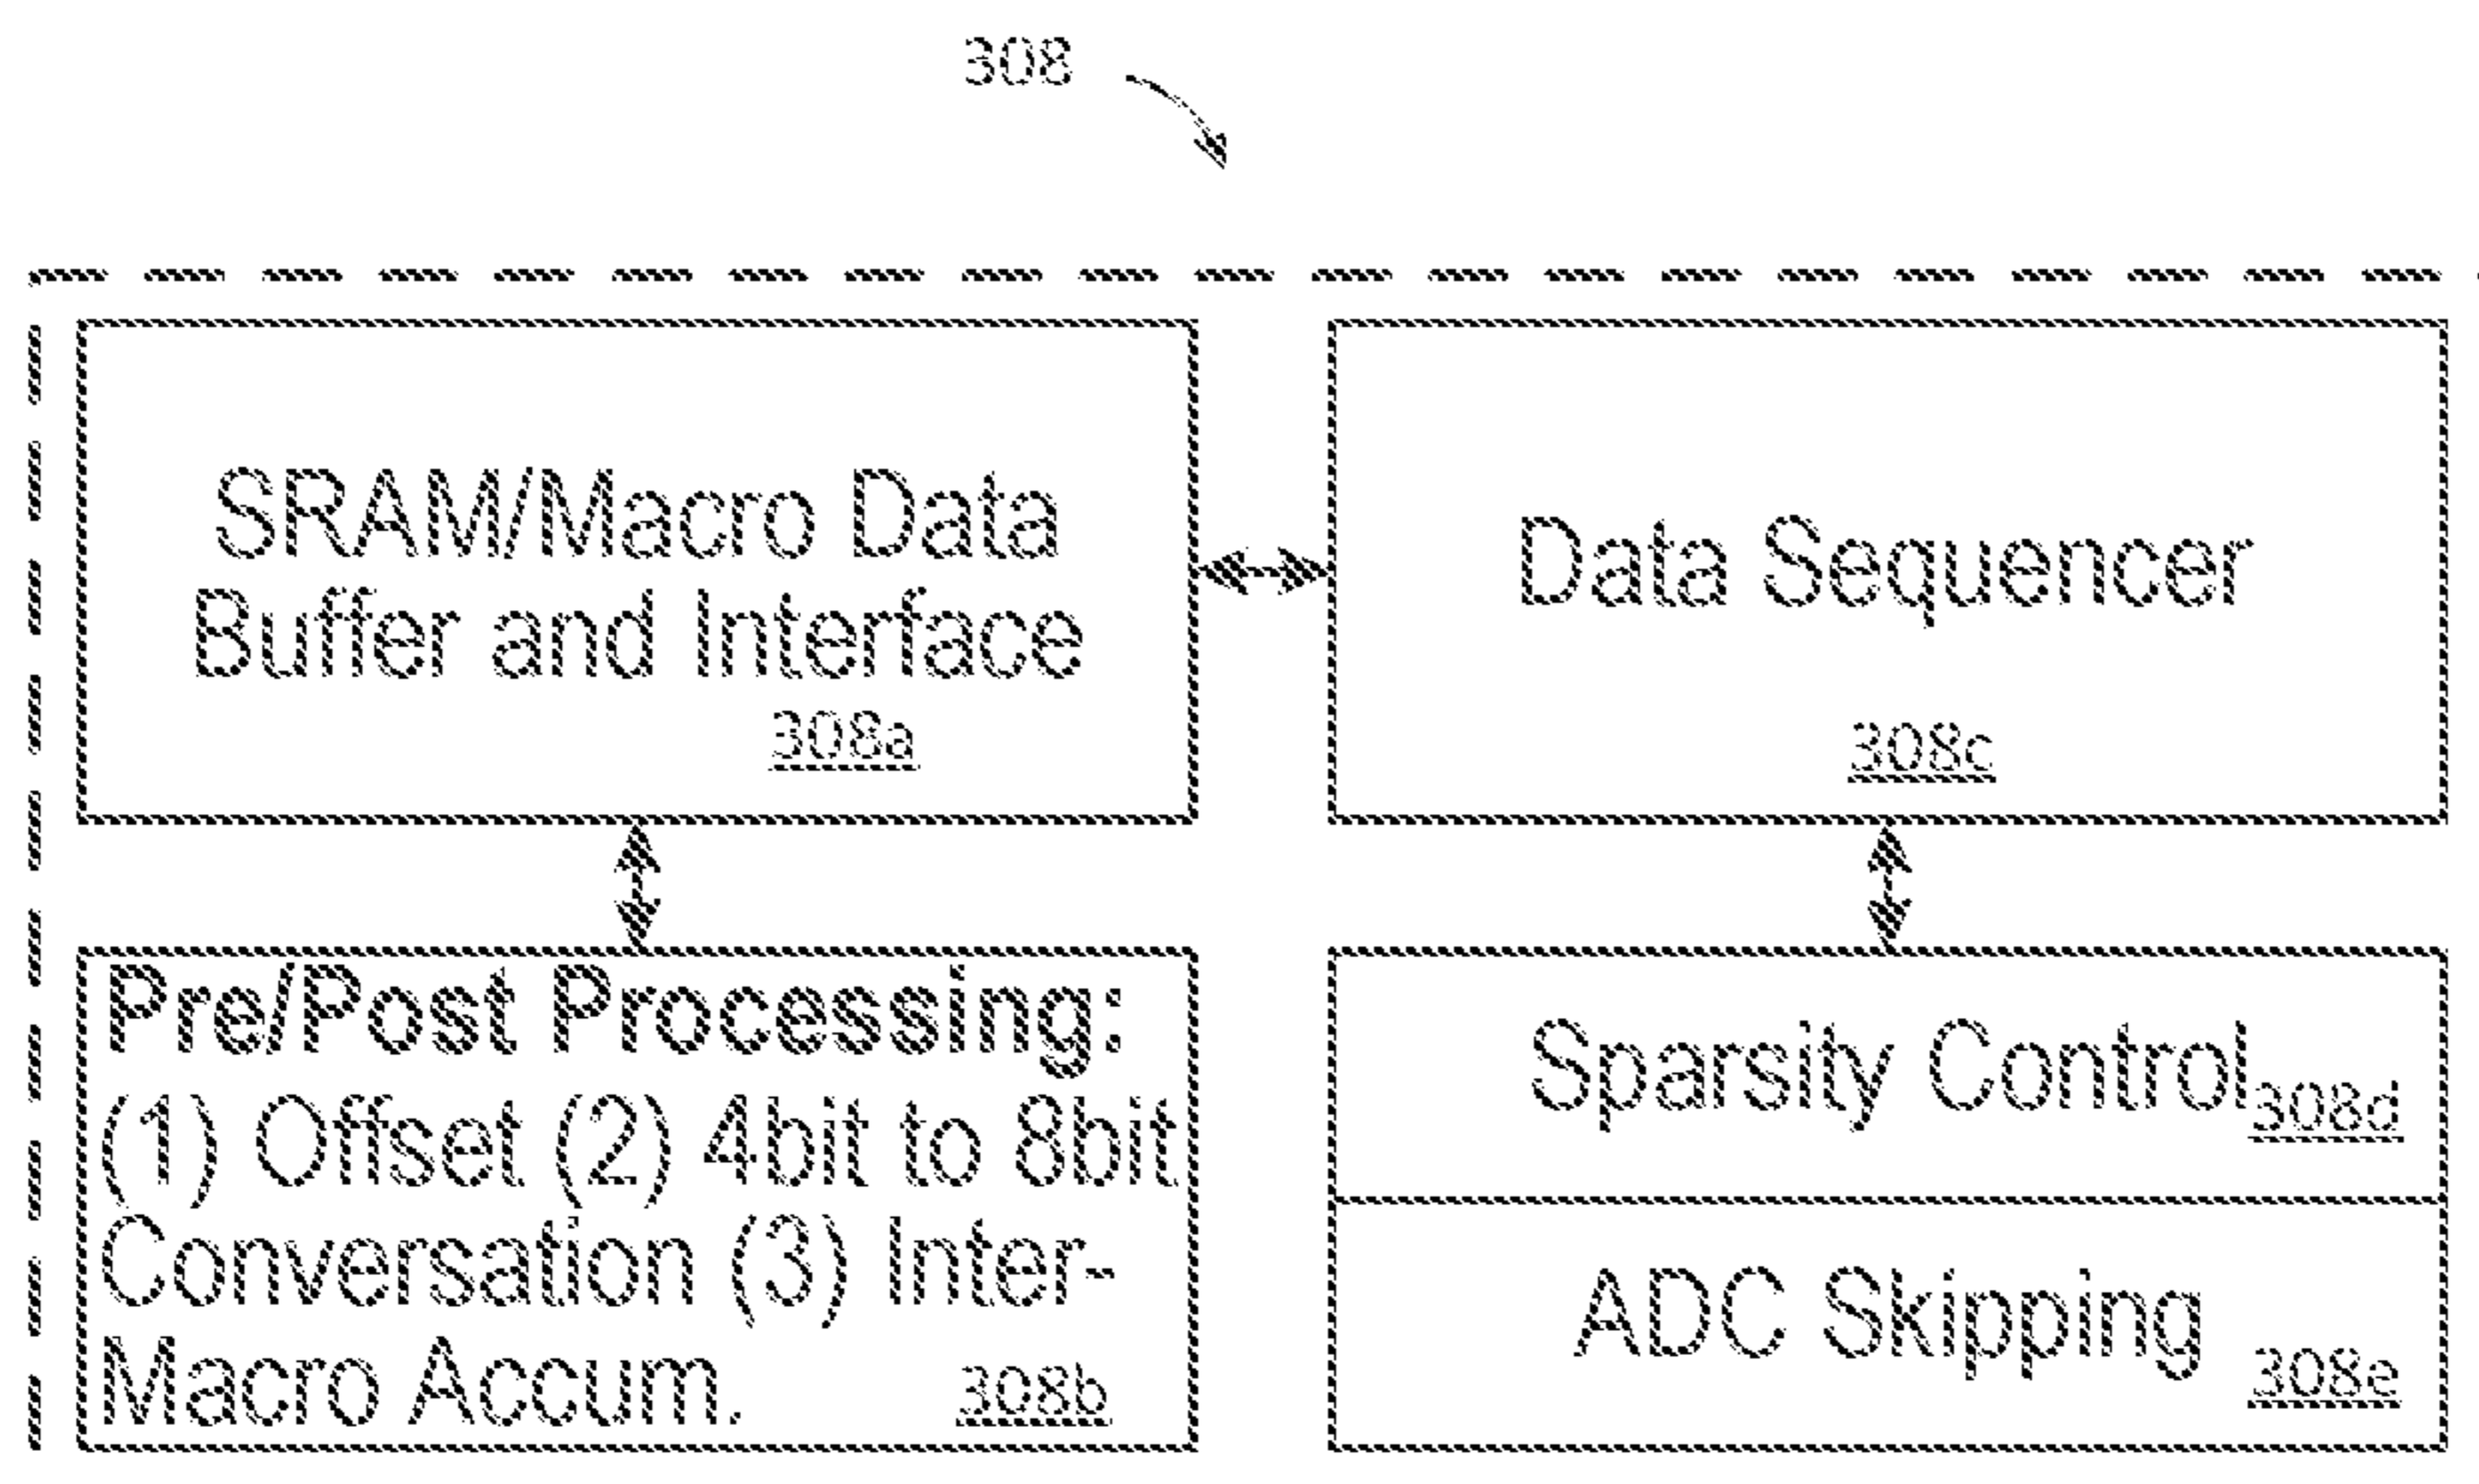 308
SRAM/Macro Data
Buffer and Interface
308a
Data Sequencer
308c
Pre/Post Processing:
(1) Offset (2) 4bit to 8bit
Conversation (3) Inter-
Macro Accum.
308b
Sparsity Control
308d
ADC Skipping
308e